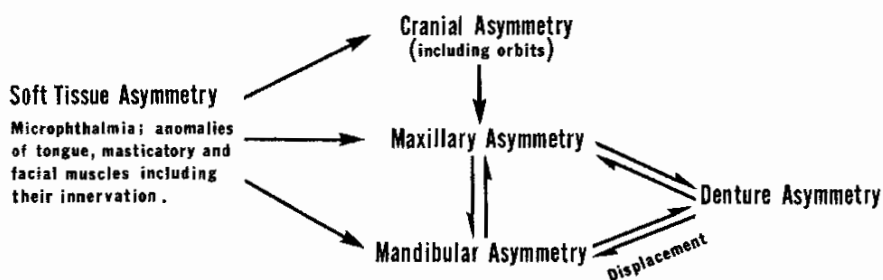 Cranial Asymmetry
(including orbits)
Soft Tissue Asymmetry
Microphthalmia; anomalies
of tongue, masticatory and
facial muscles including
their innervation.
Maxillary Asymmetry
Denture Asymmetry
Mandibular Asymmetry
Displacement